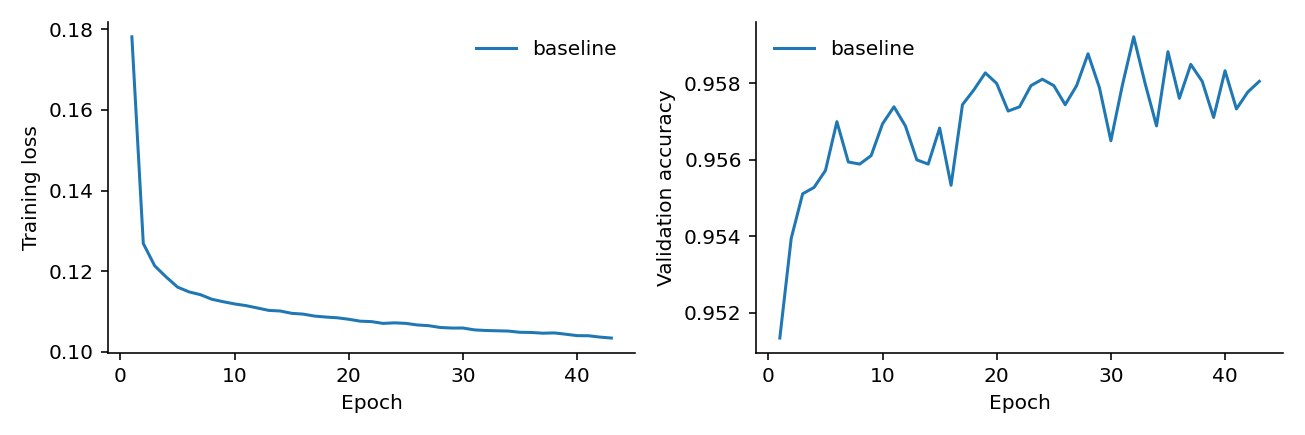 0.18
0.16
0.14
0.12
0.10
Training loss
0 10 20 30 40
Epoch
baseline
0.958
0.956
0.954
0.952
Validation accuracy
0 10 20 30 40
Epoch
baseline